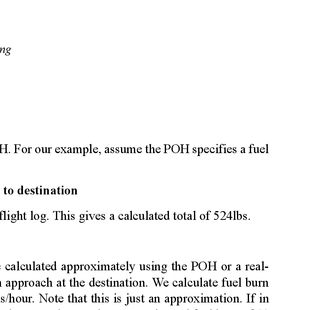 ng
H. For our example, assume the POH specifies a fuel
to destination
flight log. This gives a calculated total of 524lbs.
calculated approximately using the POH or a real-
approach at the destination. We calculate fuel burn
s/hour. Note that this is just an approximation. If in